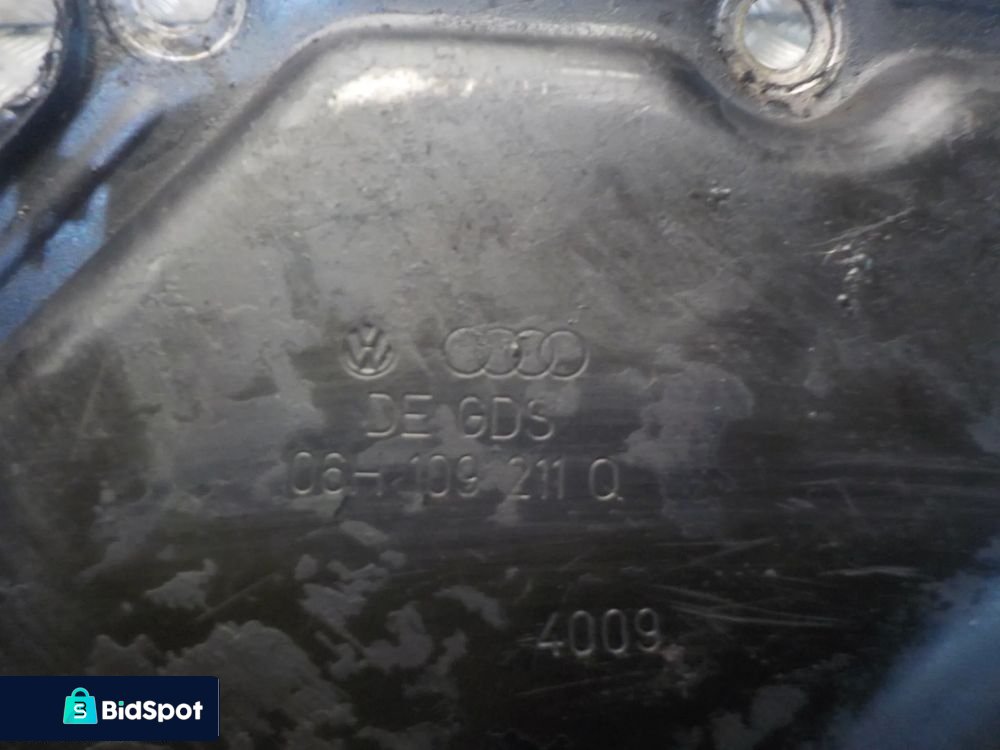 DE GDS
06H 109 211 Q
4009
BidSpot